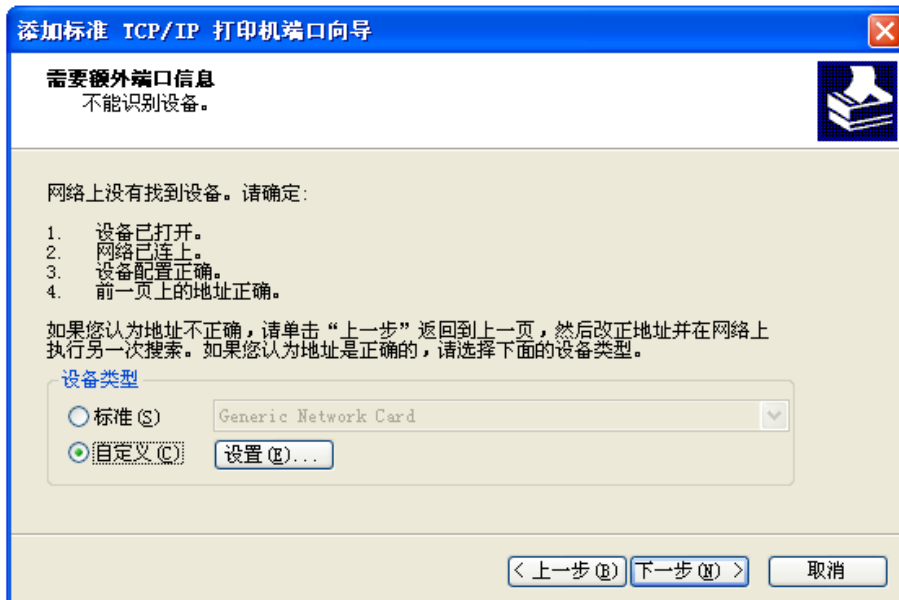 添加标准 TCP/IP 打印机端口向导
需要额外端口信息
不能识别设备。
网络上没有找到设备。请确定:
1. 设备已打开。
2. 网络已连上。
3. 设备配置正确。
4. 前一页上的地址正确。
如果您认为地址不正确,请单击“上一步”返回到上一页,然后改正地址并在网络上
执行另一次搜索。如果您认为地址是正确的,请选择下面的设备类型。
设备类型
标准(S) Generic Network Card
自定义(C) 设置(E)...
< 上一步(B) 下一步(N) > 取消